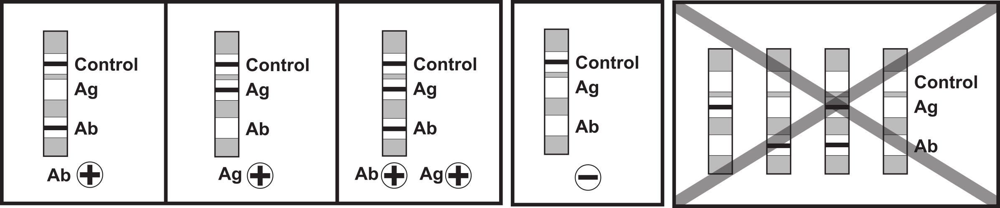 Control
Ag
Ab
Ab +
Control
Ag
Ab
Ag +
Control
Ag
Ab
Ab + Ag +
Control
Ag
Ab
−
Control
Ag
Ab